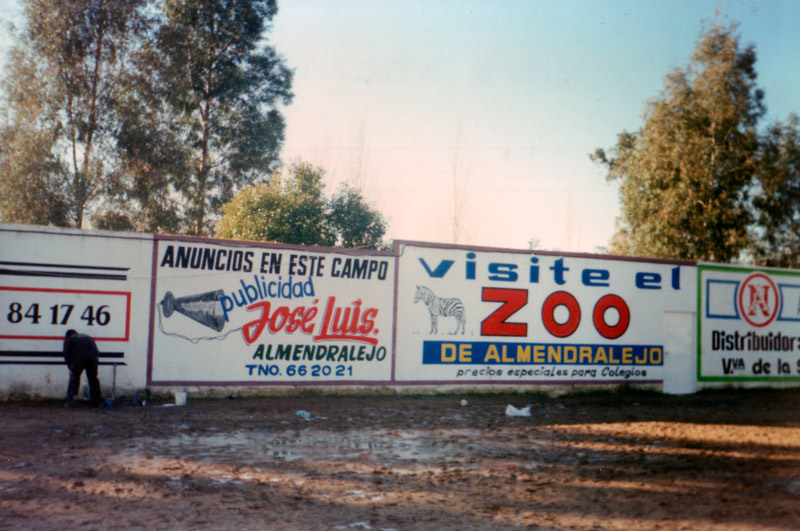 84 17 46
ANUNCIOS EN ESTE CAMPO
publicidad
José Luis.
ALMENDRALEJO
TNO. 66 20 21
visite el
ZOO
DE ALMENDRALEJO
precios especiales para Colegios
Distribuidora
Vva de la S